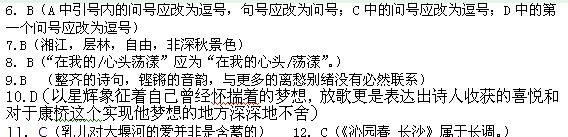 6. B（A 中引号内的问号应改为逗号，句号应改为问号；C 中的问号应改为逗号；D 中的第
一个问号应改为逗号）
7.B（湘江，层林，自由，非深秋景色）
8. B（“在我的/心头荡漾”应为“在我的心头/荡漾”。）
9.B （整齐的诗句，铿锵的音韵，与更多的离愁别绪没有必然联系）
10.D（以星辉象征着自己曾经怀揣着的梦想，放歌更是表达出诗人收获的喜悦和
对于康桥这个实现他梦想的地方深深地不舍）
11. C（乳儿对大堰河的爱并非是含蓄的） 12. C（《沁园春 长沙》属于长调。）